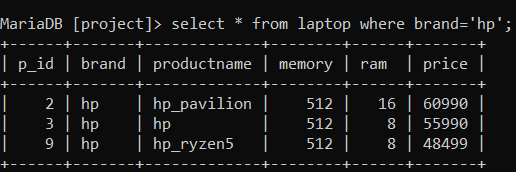 MariaDB [project]> select * from laptop where brand='hp';
+------+-------+-------------+--------+------+-------+
| p_id | brand | productname | memory | ram | price |
+------+-------+-------------+--------+------+-------+
| 2 | hp | hp_pavilion | 512 | 16 | 60990 |
| 3 | hp | hp | 512 | 8 | 55990 |
| 9 | hp | hp_ryzen5 | 512 | 8 | 48499 |
+------+-------+-------------+--------+------+-------+